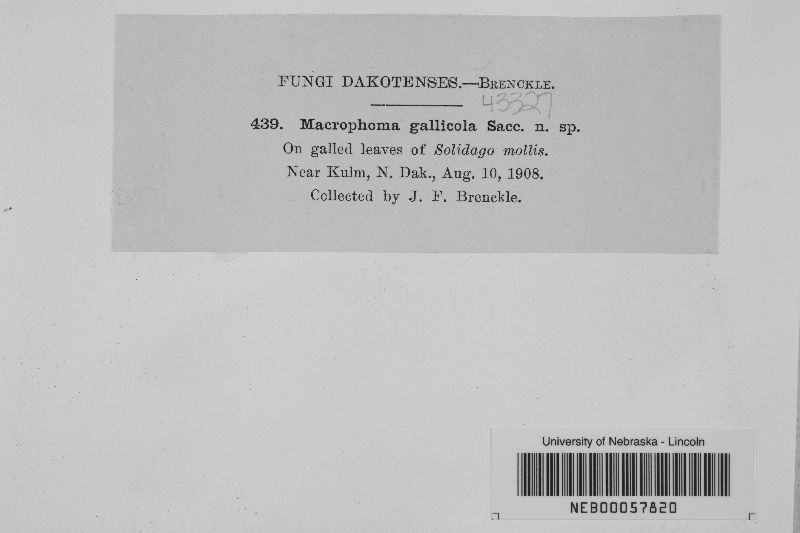 FUNGI DAKOTENSES.—BRENCKLE.
43327
439. Macrophoma gallicola Sacc. n. sp.
On galled leaves of Solidago mollis.
Near Kulm, N. Dak., Aug. 10, 1908.
Collected by J. F. Brenckle.
University of Nebraska - Lincoln
NEB00057820